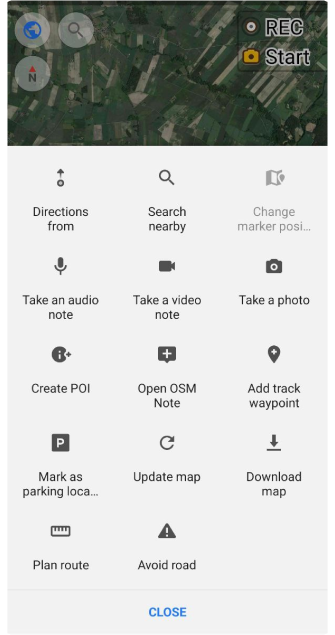 REC
Start
N
Directions
from
Search
nearby
Change
marker posi...
Take an audio
note
Take a video
note
Take a photo
Create POI
Open OSM
Note
Add track
waypoint
P
Mark as
parking loca...
Update map
Download
map
Plan route
Avoid road
CLOSE